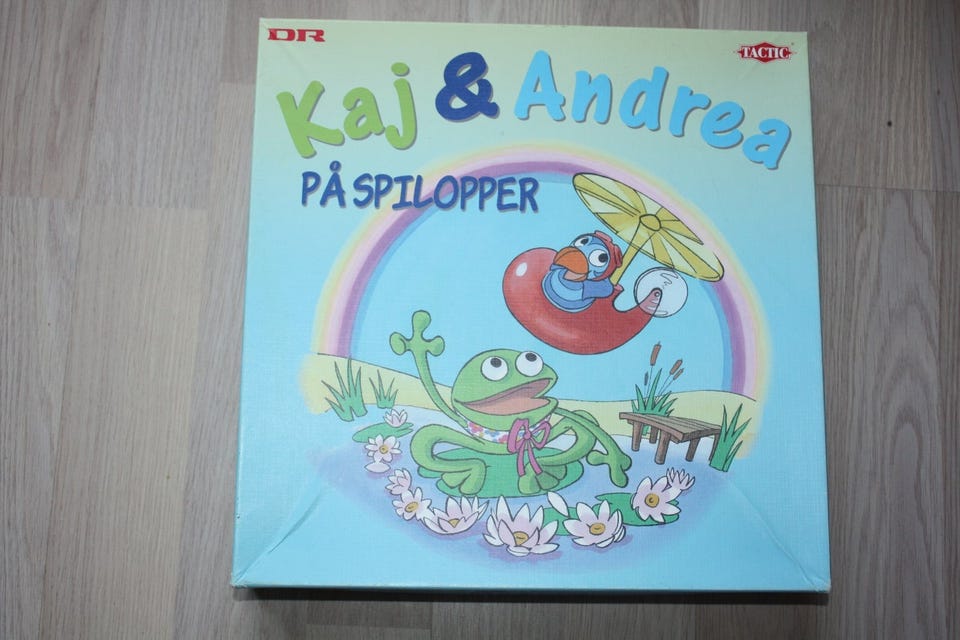 DR
TACTIC
Kaj & Andrea
PÅ SPILOPPER